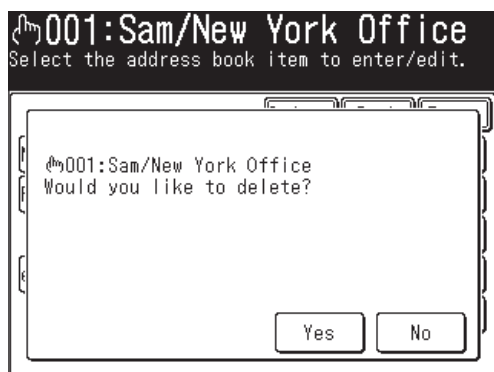 001:Sam/New York Office
Select the address book item to enter/edit.
001:Sam/New York Office
Would you like to delete?
Yes No